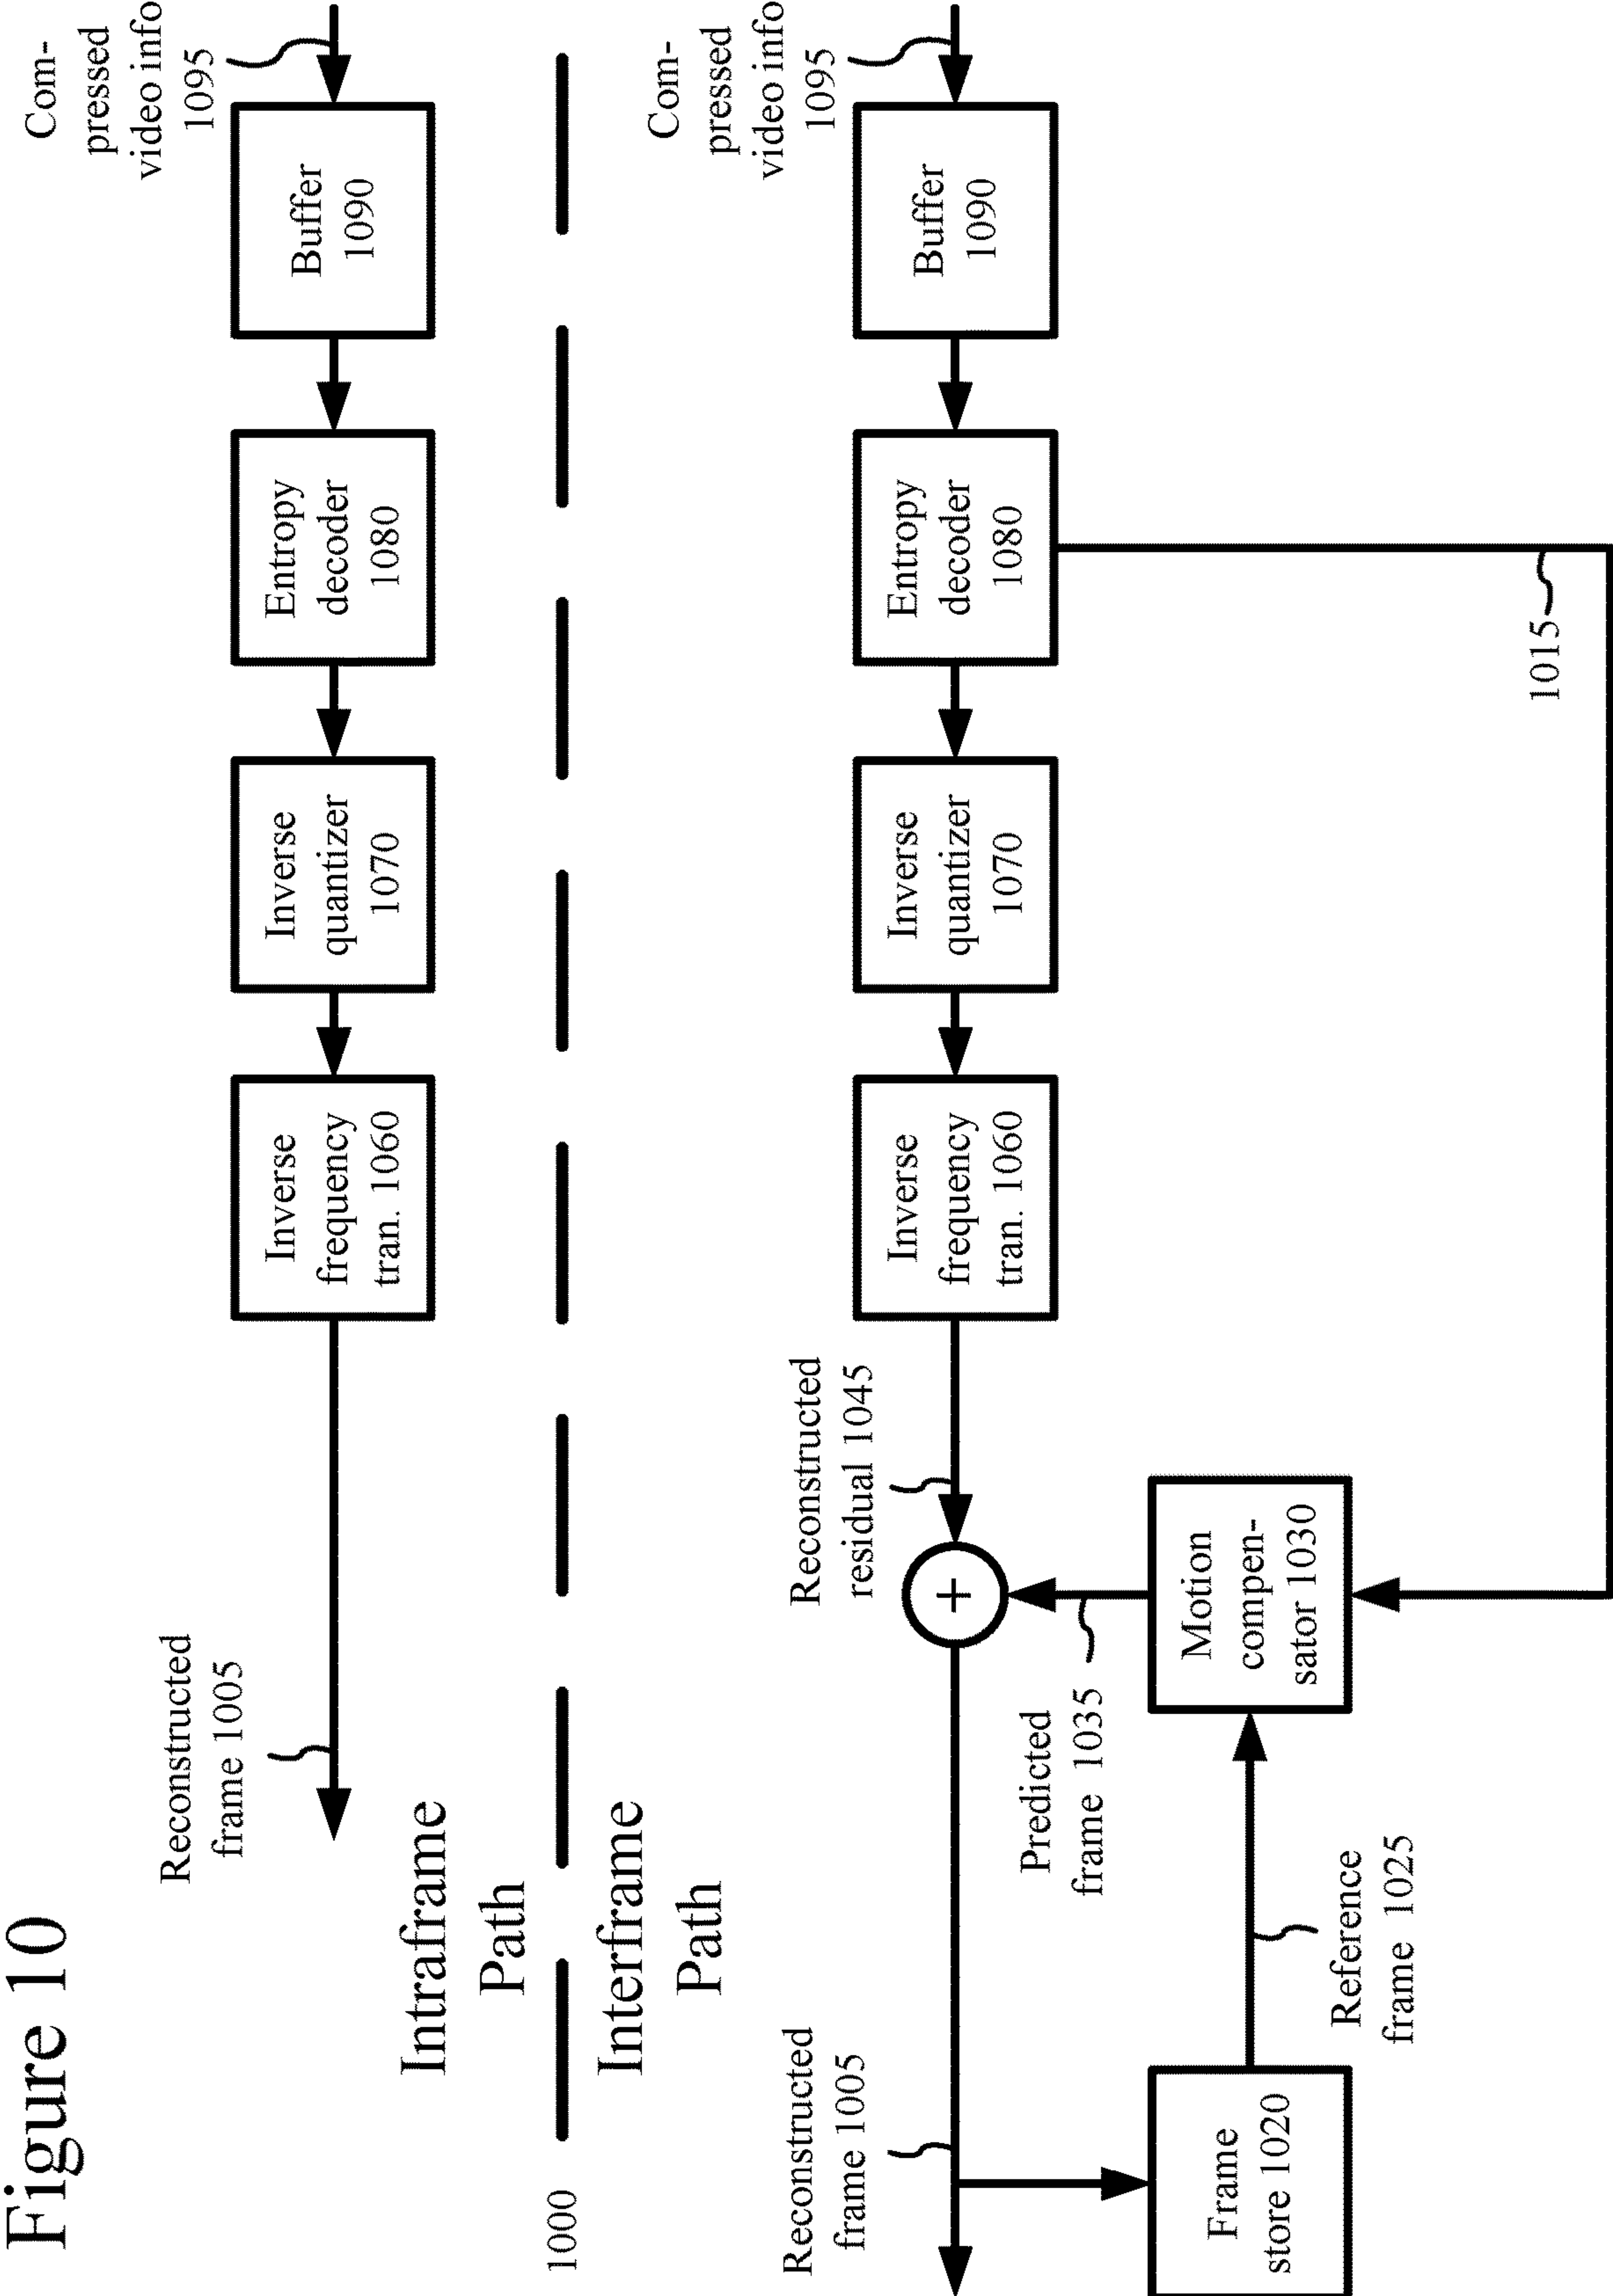 Figure 10
Reconstructed
frame 1005
Inverse
frequency
tran. 1060
Inverse
quantizer
1070
Entropy
decoder
1080
Buffer
1090
Com-
pressed
video info
1095
Intraframe
Path
1000
Interframe
Path
Reconstructed
frame 1005
Reconstructed
residual 1045
Inverse
frequency
tran. 1060
Inverse
quantizer
1070
Entropy
decoder
1080
Buffer
1090
Com-
pressed
video info
1095
+
Predicted
frame 1035
Frame
store 1020
Reference
frame 1025
Motion
compen-
sator 1030
1015